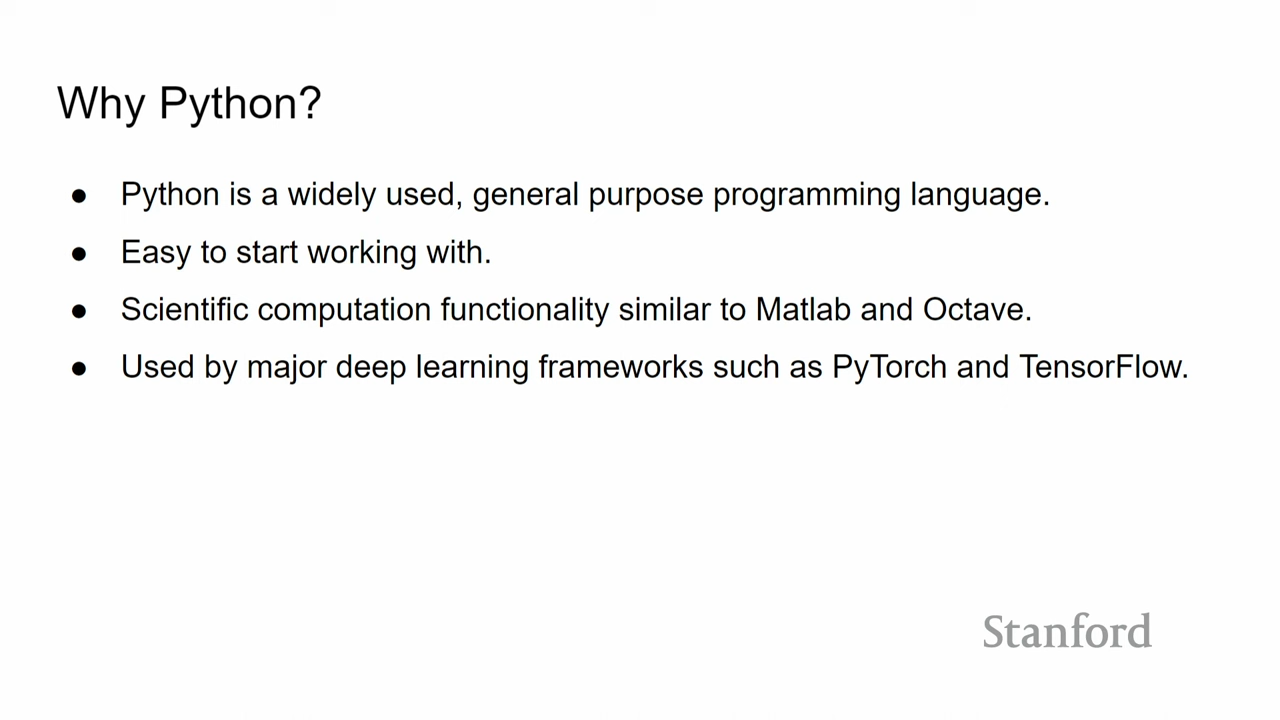 Why Python?
● Python is a widely used, general purpose programming language.
● Easy to start working with.
● Scientific computation functionality similar to Matlab and Octave.
● Used by major deep learning frameworks such as PyTorch and TensorFlow.
Stanford